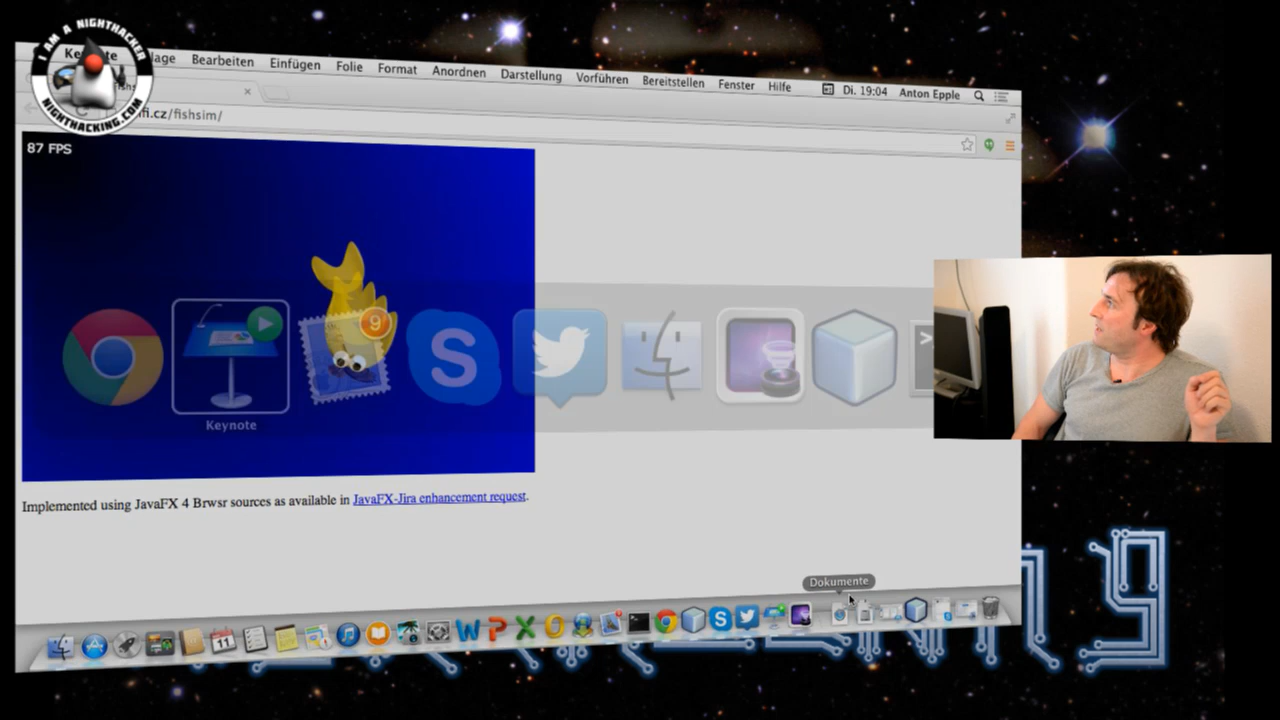 I AM A NIGHTHACKER
NIGHTHACKING.COM
Bearbeiten Einfügen Folie Format Anordnen Darstellung Vorführen Bereitstellen Fenster Hilfe Di. 19:04 Anton Epple
fi.cz/fishsim/
87 FPS
9
Keynote
Implemented using JavaFX 4 Brwsr sources as available in JavaFX-Jira enhancement request.
Dokumente
11